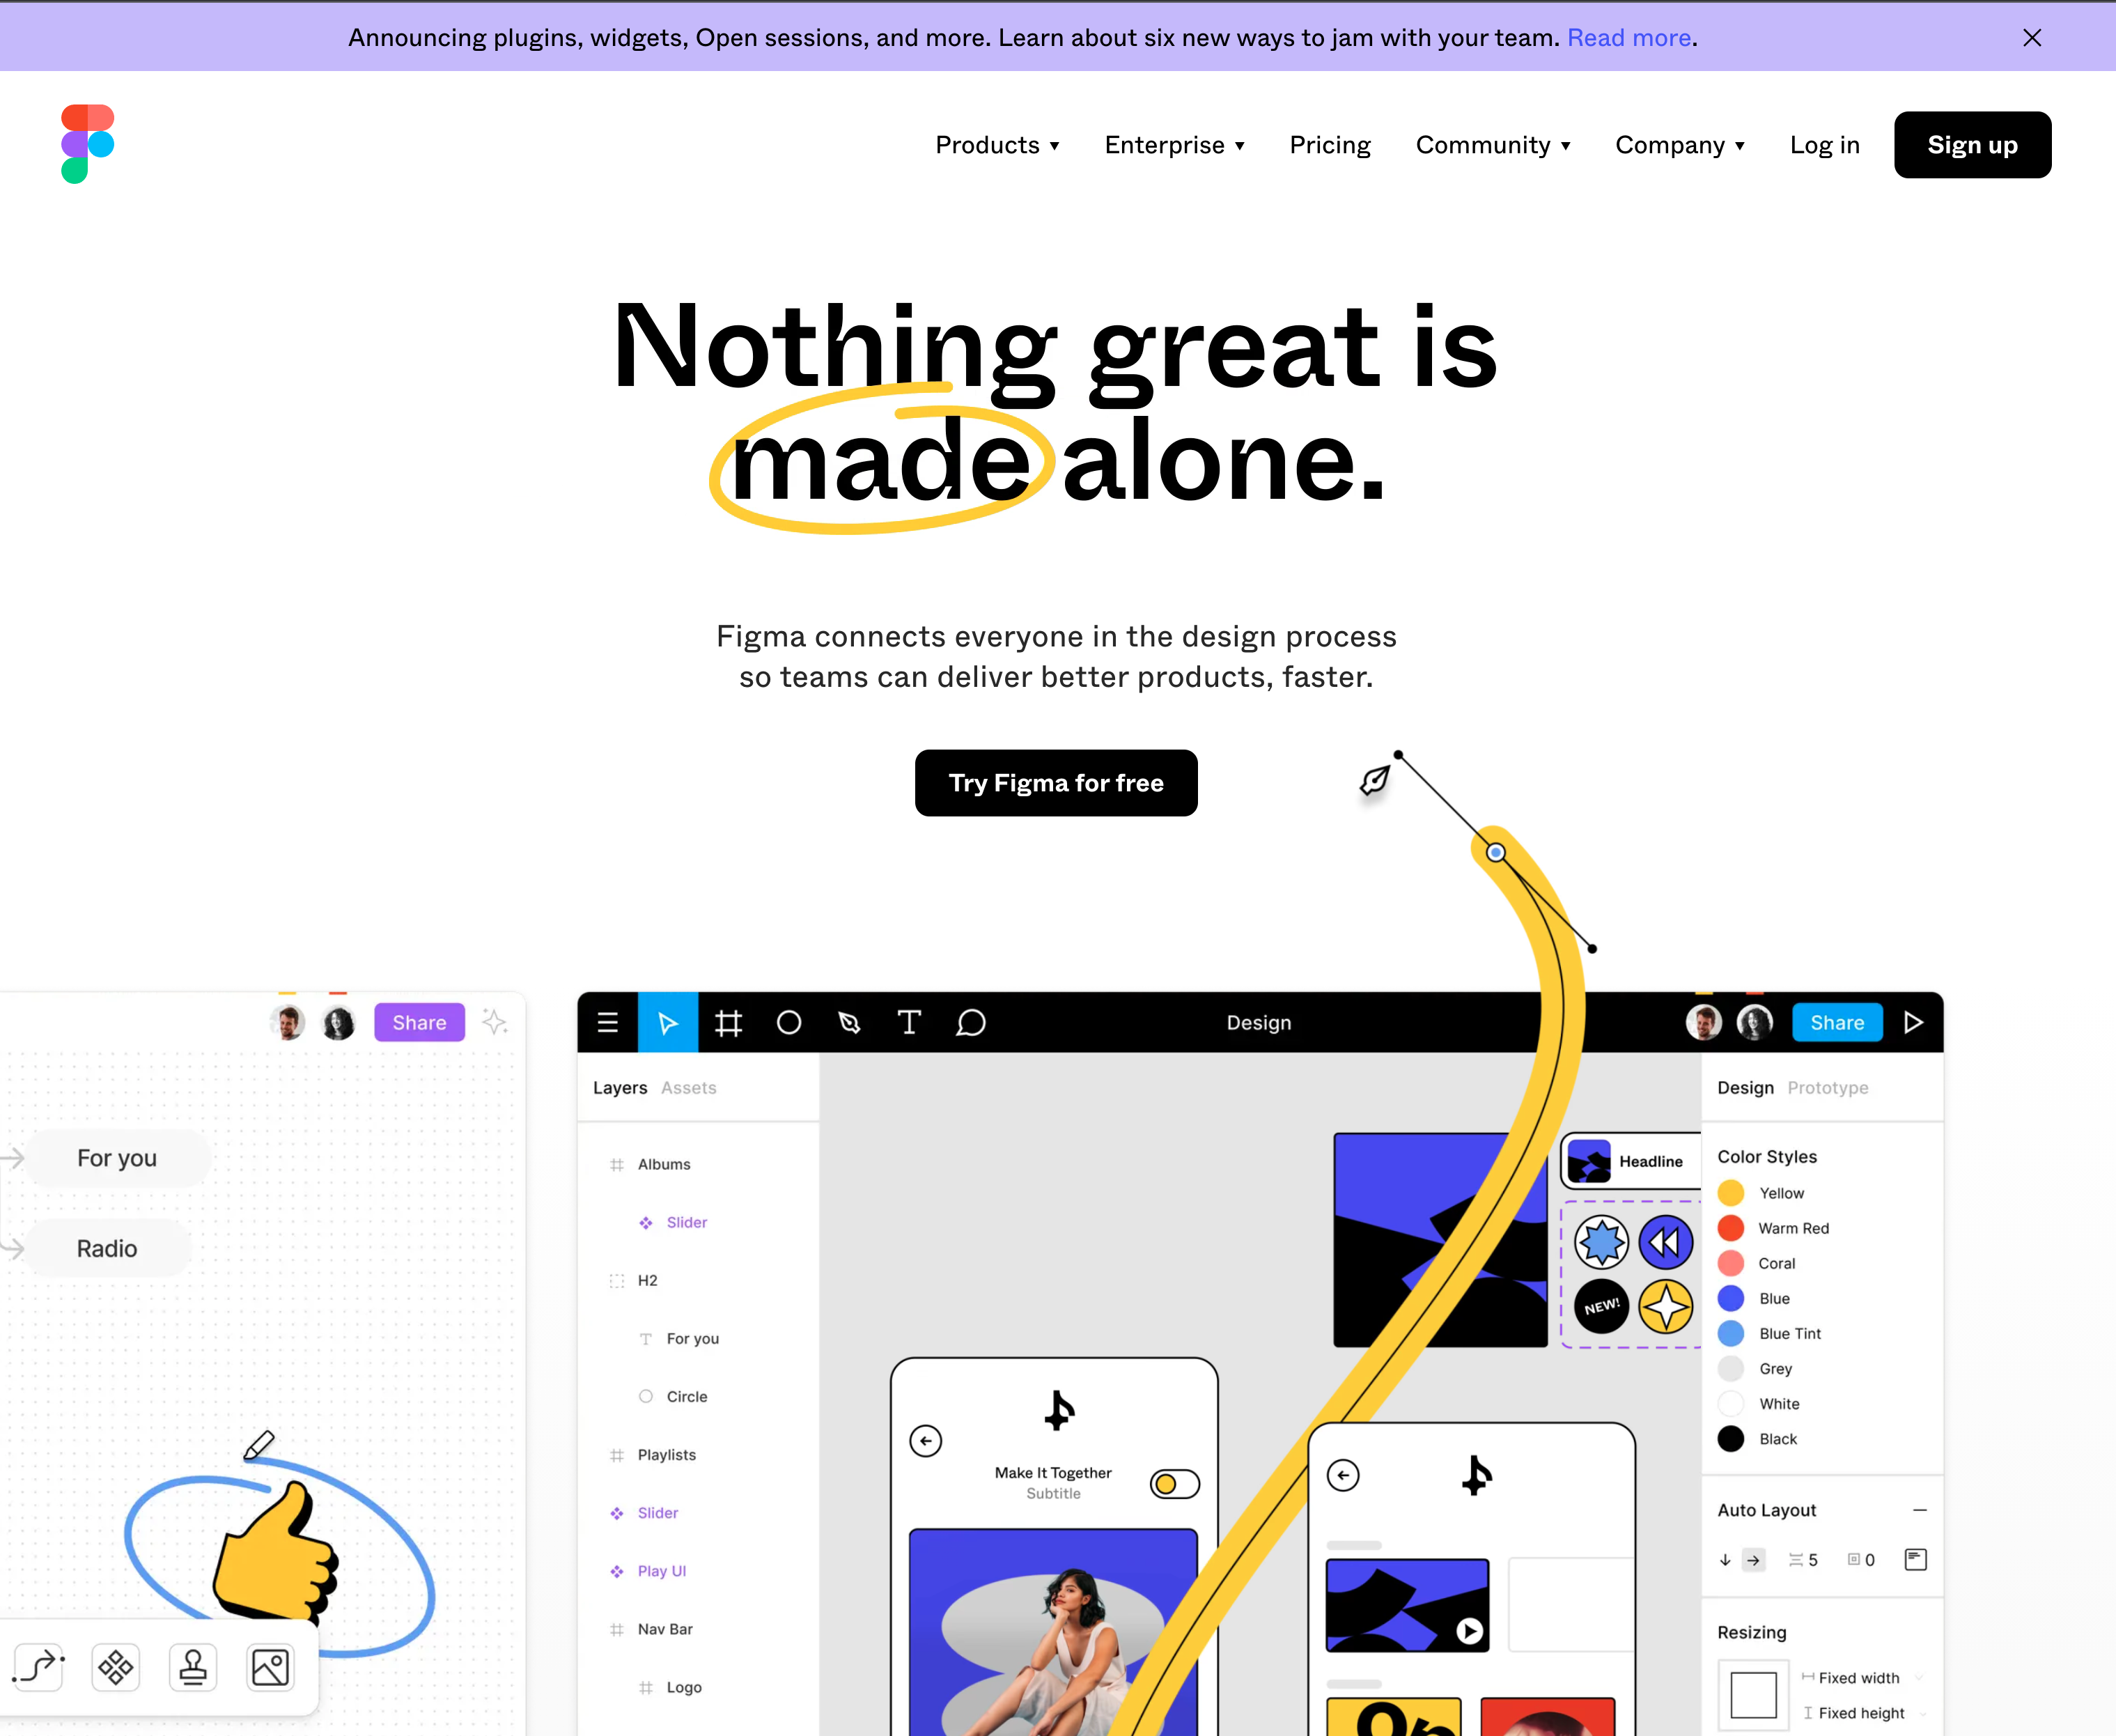 Announcing plugins, widgets, Open sessions, and more. Learn about six new ways to jam with your team. Read more.
Products ▼ Enterprise ▼ Pricing Community ▼ Company ▼ Log in Sign up
Nothing great is
made alone.
Figma connects everyone in the design process
so teams can deliver better products, faster.
Try Figma for free
Share
For you
Radio
Design
Share
Layers Assets
Albums
Slider
H2
For you
Circle
Playlists
Slider
Play UI
Nav Bar
Logo
Make It Together
Subtitle
Headline
NEW!
Design Prototype
Color Styles
Yellow
Warm Red
Coral
Blue
Blue Tint
Grey
White
Black
Auto Layout
5 0
Resizing
Fixed width
Fixed height